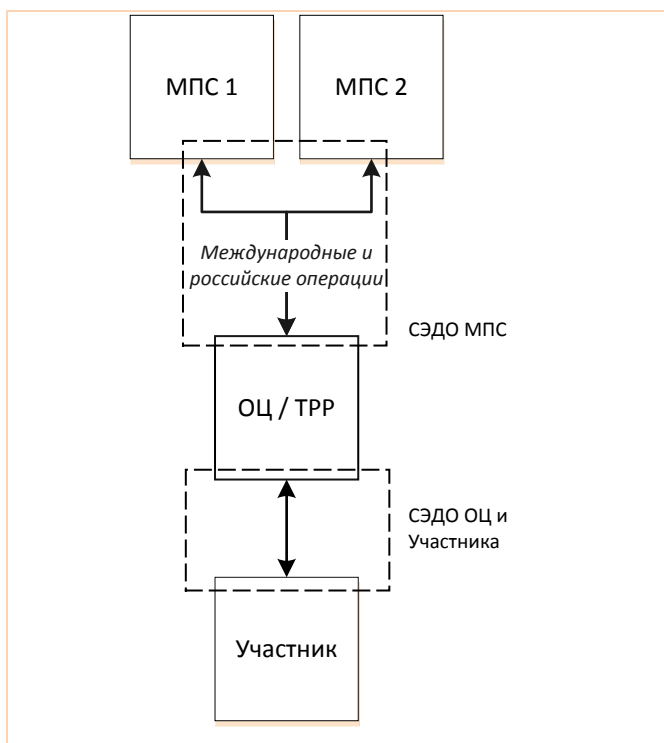 МПС 1
МПС 2
Международные и
российские операции
СЭДО МПС
ОЦ / ТРР
СЭДО ОЦ и
Участника
Участник